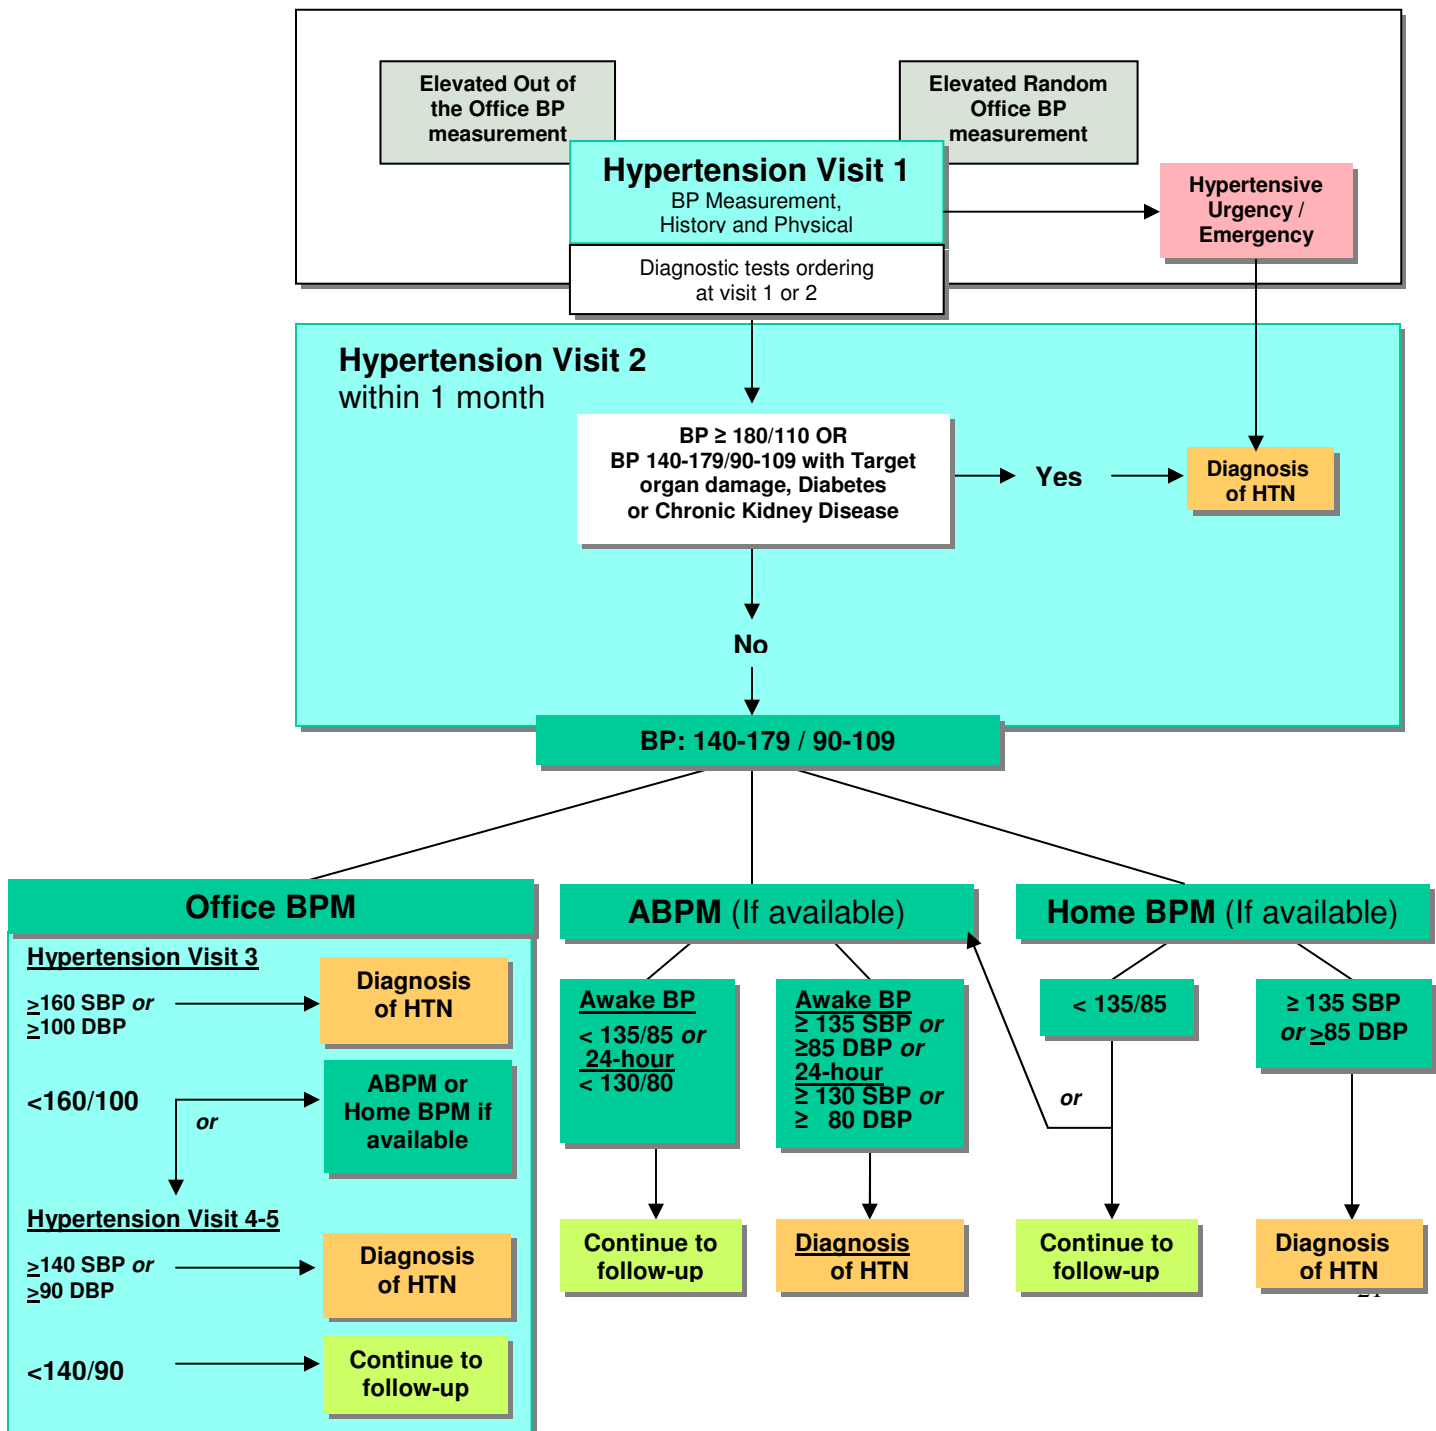 Elevated Out of
the Office BP
measurement
Elevated Random
Office BP
measurement
Hypertension Visit 1
BP Measurement,
History and Physical
Hypertensive
Urgency /
Emergency
Diagnostic tests ordering
at visit 1 or 2
Hypertension Visit 2
within 1 month
BP ≥ 180/110 OR
BP 140-179/90-109 with Target
organ damage, Diabetes
or Chronic Kidney Disease
Yes
Diagnosis
of HTN
No
BP: 140-179 / 90-109
Office BPM
Hypertension Visit 3
≥160 SBP or
≥100 DBP
Diagnosis
of HTN
<160/100
or
ABPM or
Home BPM if
available
Hypertension Visit 4-5
≥140 SBP or
≥90 DBP
Diagnosis
of HTN
<140/90
Continue to
follow-up
ABPM (If available)
Awake BP
< 135/85 or
24-hour
< 130/80
Awake BP
≥ 135 SBP or
≥85 DBP or
24-hour
≥ 130 SBP or
≥ 80 DBP
Continue to
follow-up
Diagnosis
of HTN
Home BPM (If available)
< 135/85
≥ 135 SBP
or ≥85 DBP
or
Continue to
follow-up
Diagnosis
of HTN